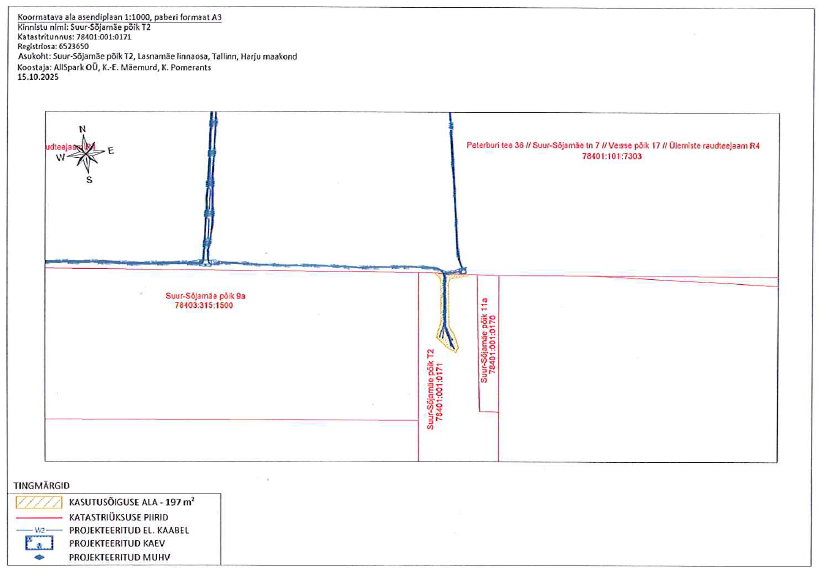 Koormatava ala asendiplaan 1:1000, paberi formaat A3
Kinnistu nimi: Suur-Sõjamäe põik T2
Katastritunnus: 78401:001:0171
Registriosa: 6523650
Asukoht: Suur-Sõjamäe põik T2, Lasnamäe linnaosa, Tallinn, Harju maakond
Koostaja: AllSpark OÜ, K.-E. Mäemurd, K. Pomerants
15.10.2025
N
E
W
S
Peterburi tee 36 // Suur-Sõjamäe tn 7 // Vesse põik 17 // Ülemiste raudteejaam R4
78401:101:7303
Suur-Sõjamäe põik 9a
78403:315:1500
Suur-Sõjamäe põik T2
78401:001:0171
Suur-Sõjamäe põik 11a
78401:001:0170
TINGMÄRGID
KASUTUSÕIGUSE ALA - 197 m²
KATASTRIÜKSUSE PIIRID
PROJEKTEERITUD EL. KAABEL
PROJEKTEERITUD KAEV
PROJEKTEERITUD MUHV